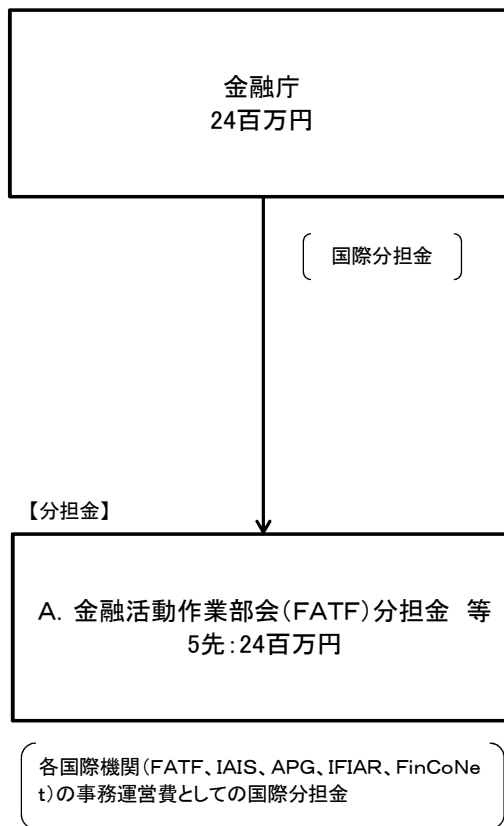 金融庁
24百万円
国際分担金
【分担金】
A. 金融活動作業部会(FATF)分担金 等
5先:24百万円
各国際機関(FATF、IAIS、APG、IFIAR、FinCoNe
t)の事務運営費としての国際分担金